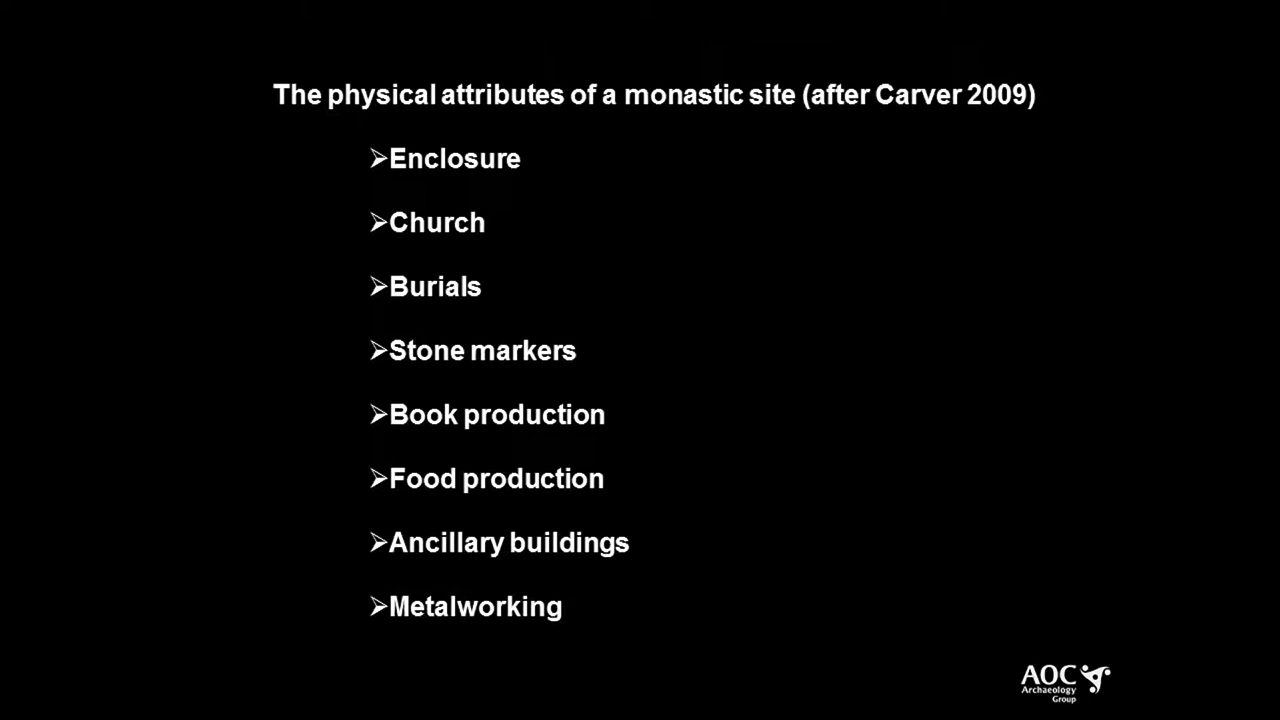 The physical attributes of a monastic site (after Carver 2009)
➢Enclosure
➢Church
➢Burials
➢Stone markers
➢Book production
➢Food production
➢Ancillary buildings
➢Metalworking
AOC
Archaeology
Group